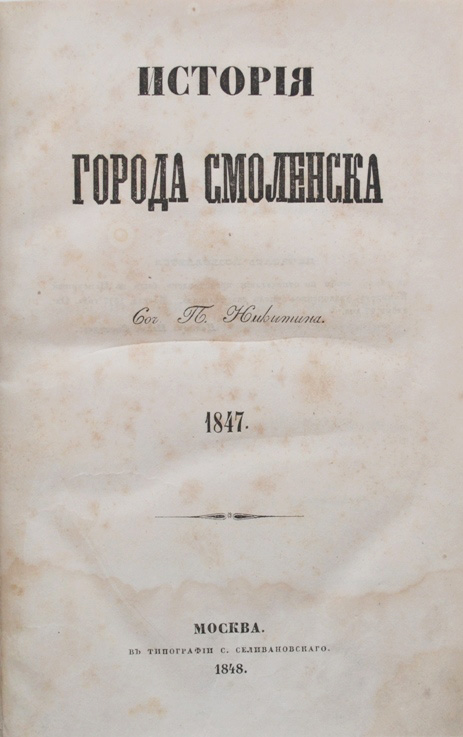 ИСТОРІЯ
ГОРОДА СМОЛЕНСКА
Соч П. Никитина.
1847.
МОСКВА.
ВЪ ТИПОГРАФІИ С. СЕЛИВАНОВСКАГО.
1848.